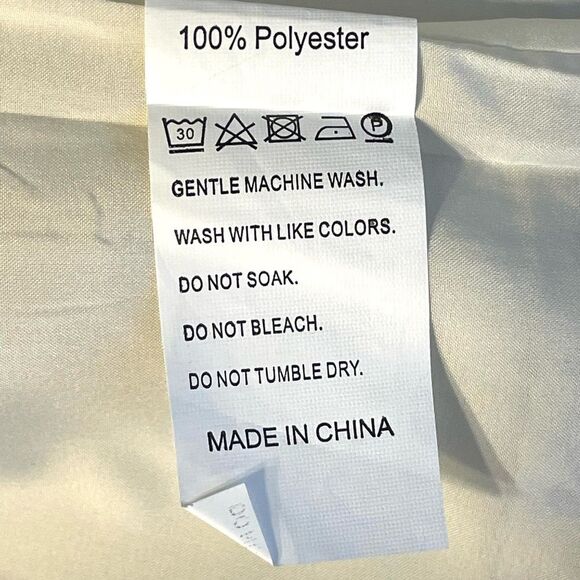 100% Polyester
30 P
GENTLE MACHINE WASH.
WASH WITH LIKE COLORS.
DO NOT SOAK.
DO NOT BLEACH.
DO NOT TUMBLE DRY.
MADE IN CHINA